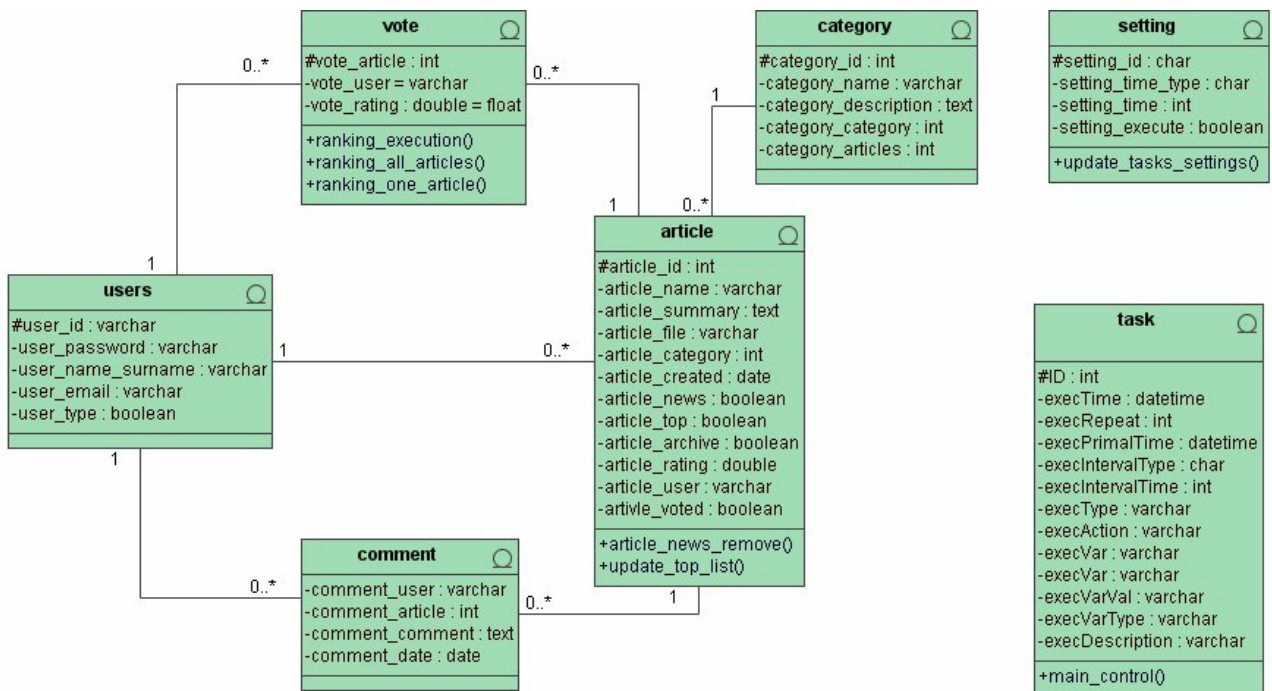 vote
#vote_article : int
-vote_user = varchar
-vote_rating : double = float
+ranking_execution()
+ranking_all_articles()
+ranking_one_article()
category
#category_id : int
-category_name : varchar
-category_description : text
-category_category : int
-category_articles : int
setting
#setting_id : char
-setting_time_type : char
-setting_time : int
-setting_execute : boolean
+update_tasks_settings()
0..*
0..*
1
1
1
0..*
users
#user_id : varchar
-user_password : varchar
-user_name_surname : varchar
-user_email : varchar
-user_type : boolean
1
0..*
1
article
#article_id : int
-article_name : varchar
-article_summary : text
-article_file : varchar
-article_category : int
-article_created : date
-article_news : boolean
-article_top : boolean
-article_archive : boolean
-article_rating : double
-article_user : varchar
-artivle_voted : boolean
+article_news_remove()
+update_top_list()
task
#ID : int
-execTime : datetime
-execRepeat : int
-execPrimalTime : datetime
-execIntervalType : char
-execIntervalTime : int
-execType : varchar
-execAction : varchar
-execVar : varchar
-execVar : varchar
-execVarVal : varchar
-execVarType : varchar
-execDescription : varchar
+main_control()
comment
-comment_user : varchar
-comment_article : int
-comment_comment : text
-comment_date : date
0..*
0..*
1